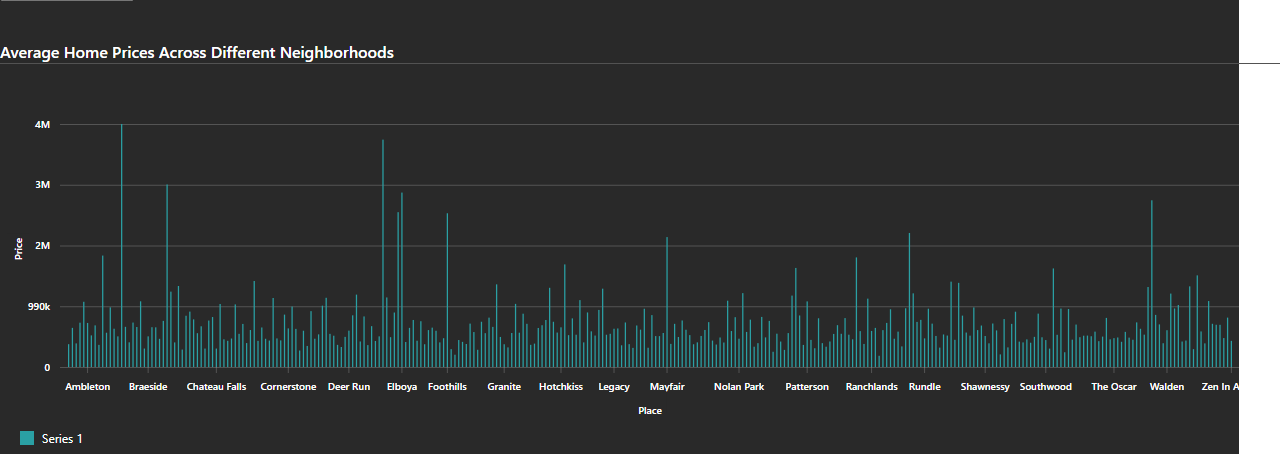 Average Home Prices Across Different Neighborhoods
4M
3M
2M
990k
0
Price
Ambleton Braeside Chateau Falls Cornerstone Deer Run Elboya Foothills Granite Hotchkiss Legacy Mayfair Nolan Park Patterson Ranchlands Rundle Shawnessy Southwood The Oscar Walden Zen In A
Place
Series 1